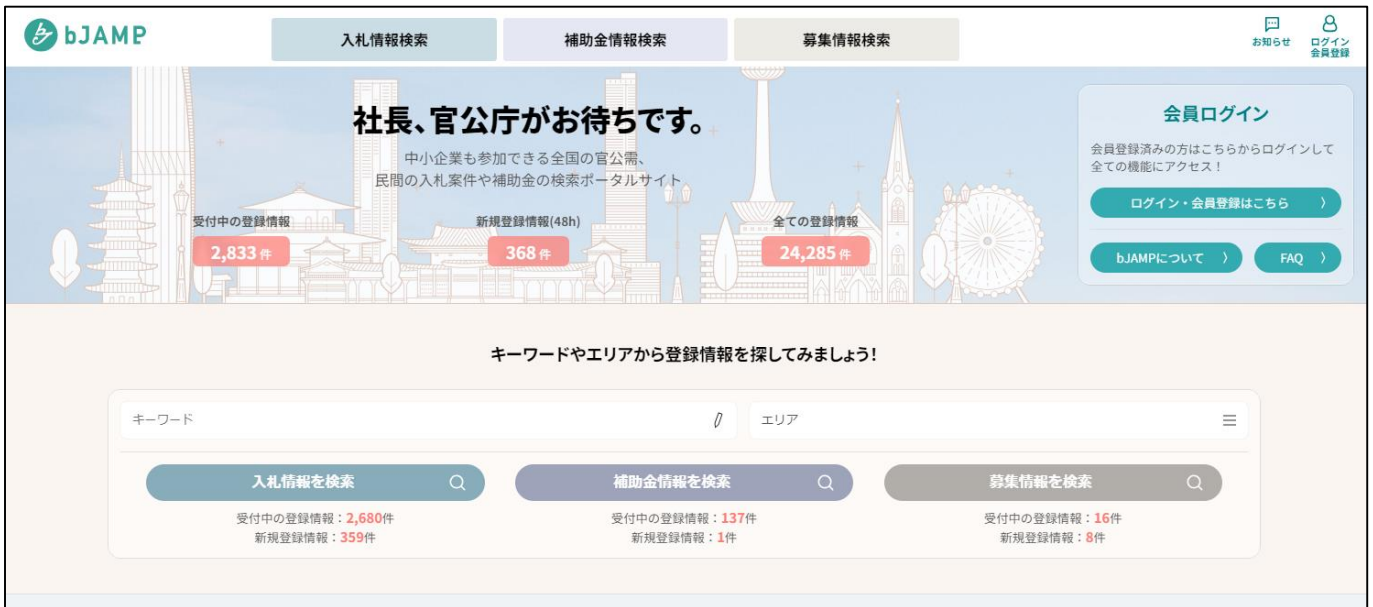 bJAMP
入札情報検索
補助金情報検索
募集情報検索
お知らせ
ログイン
会員登録
社長、官公庁がお待ちです。
中小企業も参加できる全国の官公需、
民間の入札案件や補助金の検索ポータルサイト
受付中の登録情報
2,833件
新規登録情報(48h)
368件
全ての登録情報
24,285件
会員ログイン
会員登録済みの方はこちらからログインして
全ての機能にアクセス！
ログイン・会員登録はこちら 〉
bJAMPについて 〉
FAQ 〉
キーワードやエリアから登録情報を探してみましょう！
キーワード
エリア
入札情報を検索
補助金情報を検索
募集情報を検索
受付中の登録情報：2,680件
新規登録情報：359件
受付中の登録情報：137件
新規登録情報：1件
受付中の登録情報：16件
新規登録情報：8件